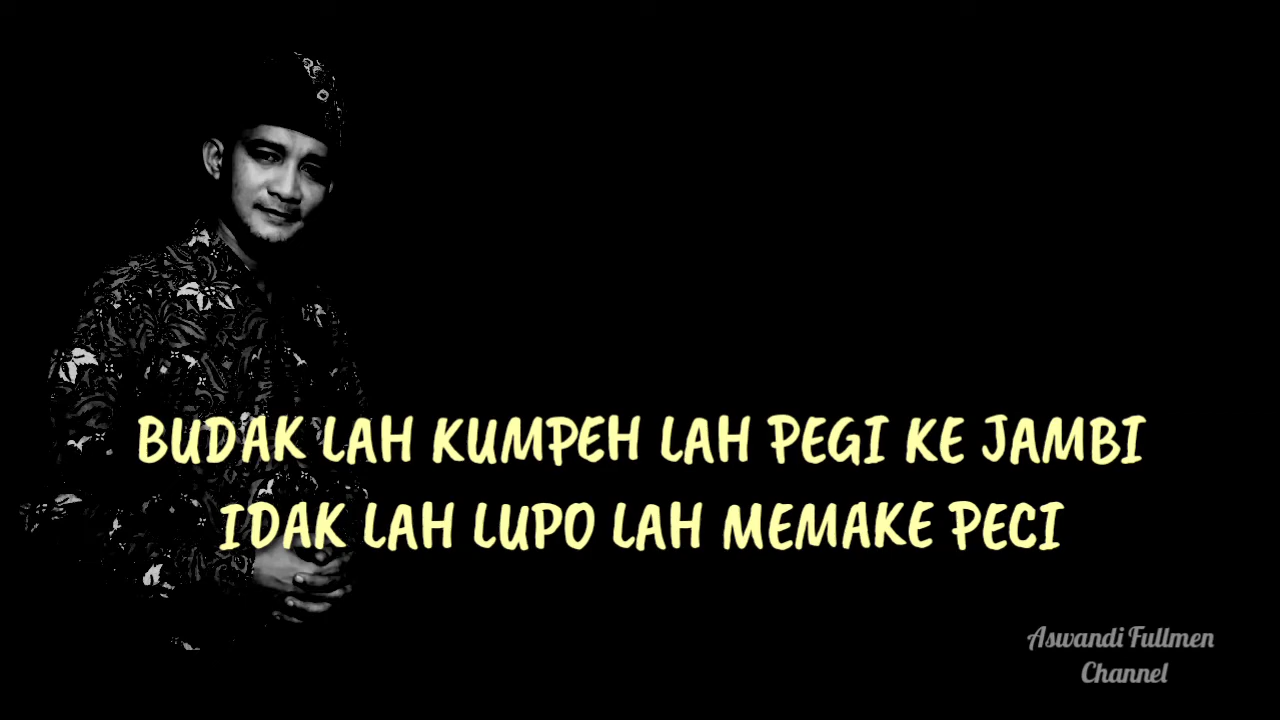 BUDAK LAH KUMPEH LAH PEGI KE JAMBI
IDAK LAH LUPO LAH MEMAKE PECI
Aswandi Fullmen
Channel